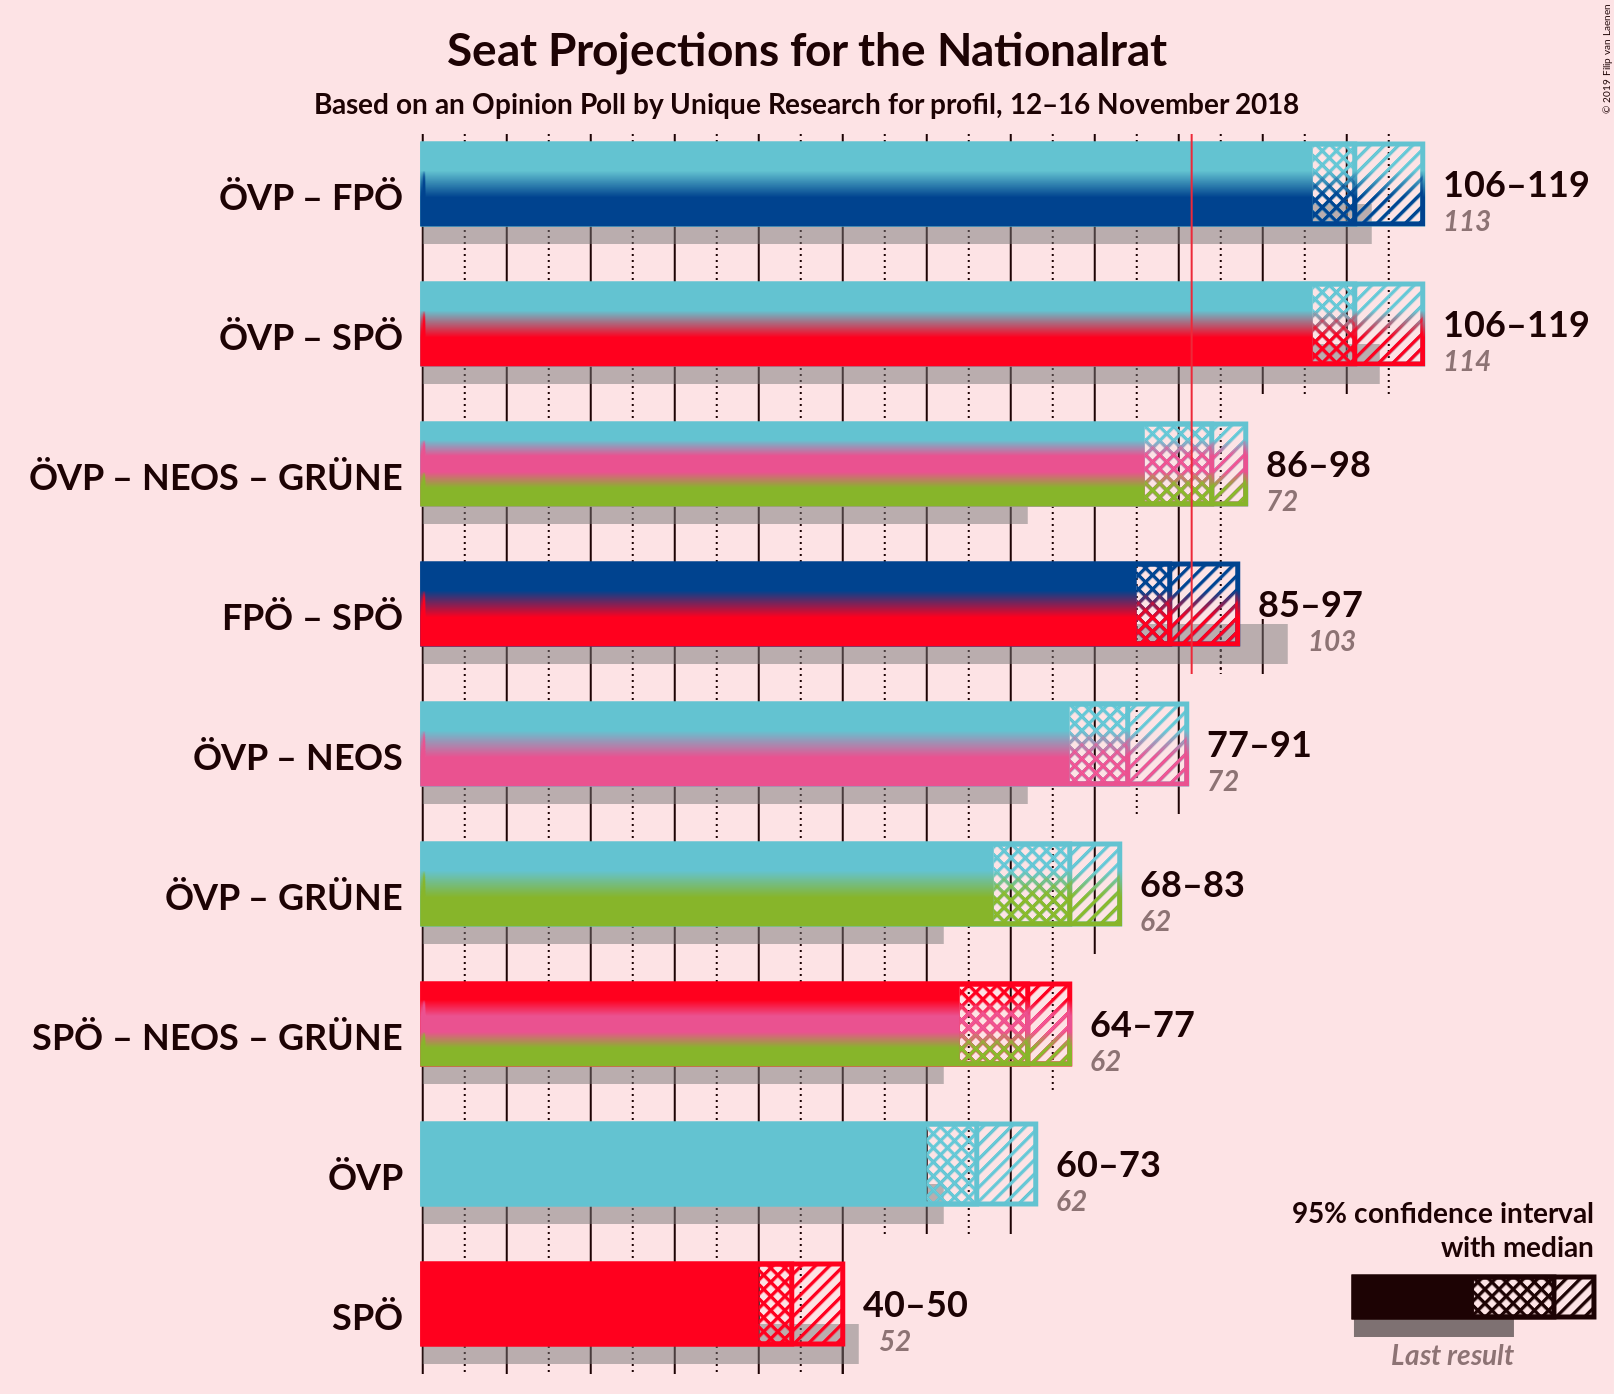 Seat Projections for the Nationalrat
Based on an Opinion Poll by Unique Research for profil, 12–16 November 2018
© 2019 Filip van Laenen
ÖVP – FPÖ
106–119
113
ÖVP – SPÖ
106–119
114
ÖVP – NEOS – GRÜNE
86–98
72
FPÖ – SPÖ
85–97
103
ÖVP – NEOS
77–91
72
ÖVP – GRÜNE
68–83
62
SPÖ – NEOS – GRÜNE
64–77
62
ÖVP
60–73
62
SPÖ
40–50
52
95% confidence interval
with median
Last result